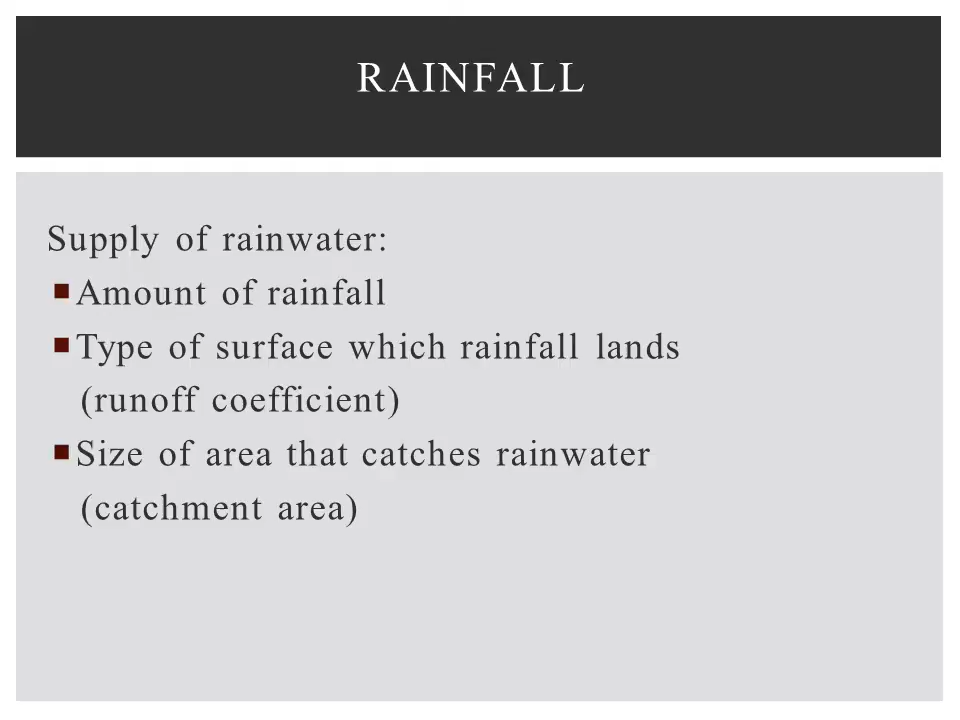 RAINFALL
Supply of rainwater:
▪Amount of rainfall
▪Type of surface which rainfall lands
(runoff coefficient)
▪Size of area that catches rainwater
(catchment area)